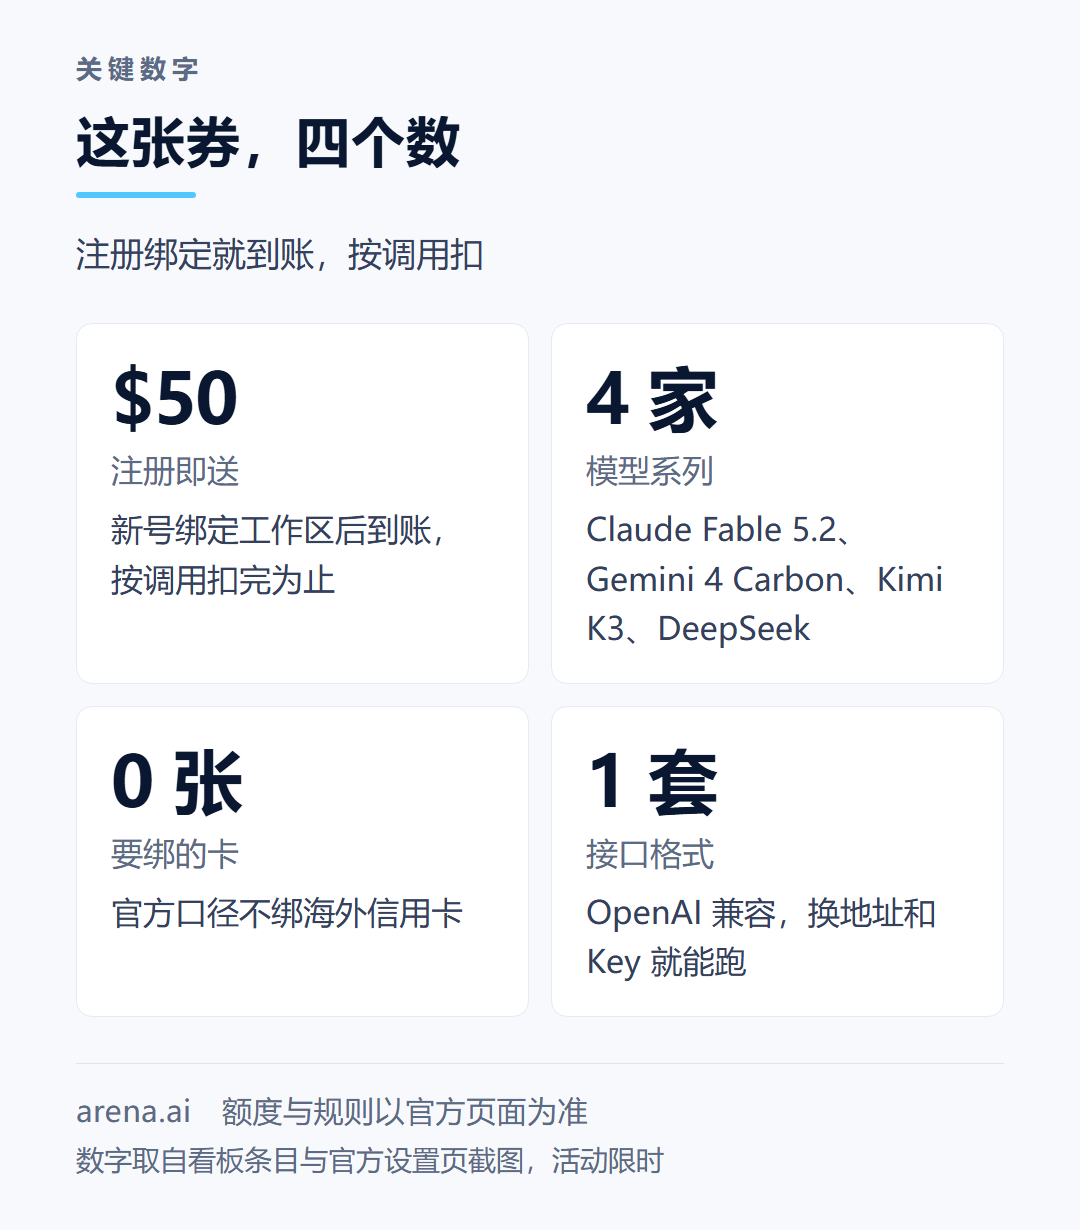 关键数字
这张券，四个数
注册绑定就到账，按调用扣
$50
注册即送
新号绑定工作区后到账，
按调用扣完为止
4 家
模型系列
Claude Fable 5.2、
Gemini 4 Carbon、Kimi
K3、DeepSeek
0 张
要绑的卡
官方口径不绑海外信用卡
1 套
接口格式
OpenAI 兼容，换地址和
Key 就能跑
arena.ai 额度与规则以官方页面为准
数字取自看板条目与官方设置页截图，活动限时